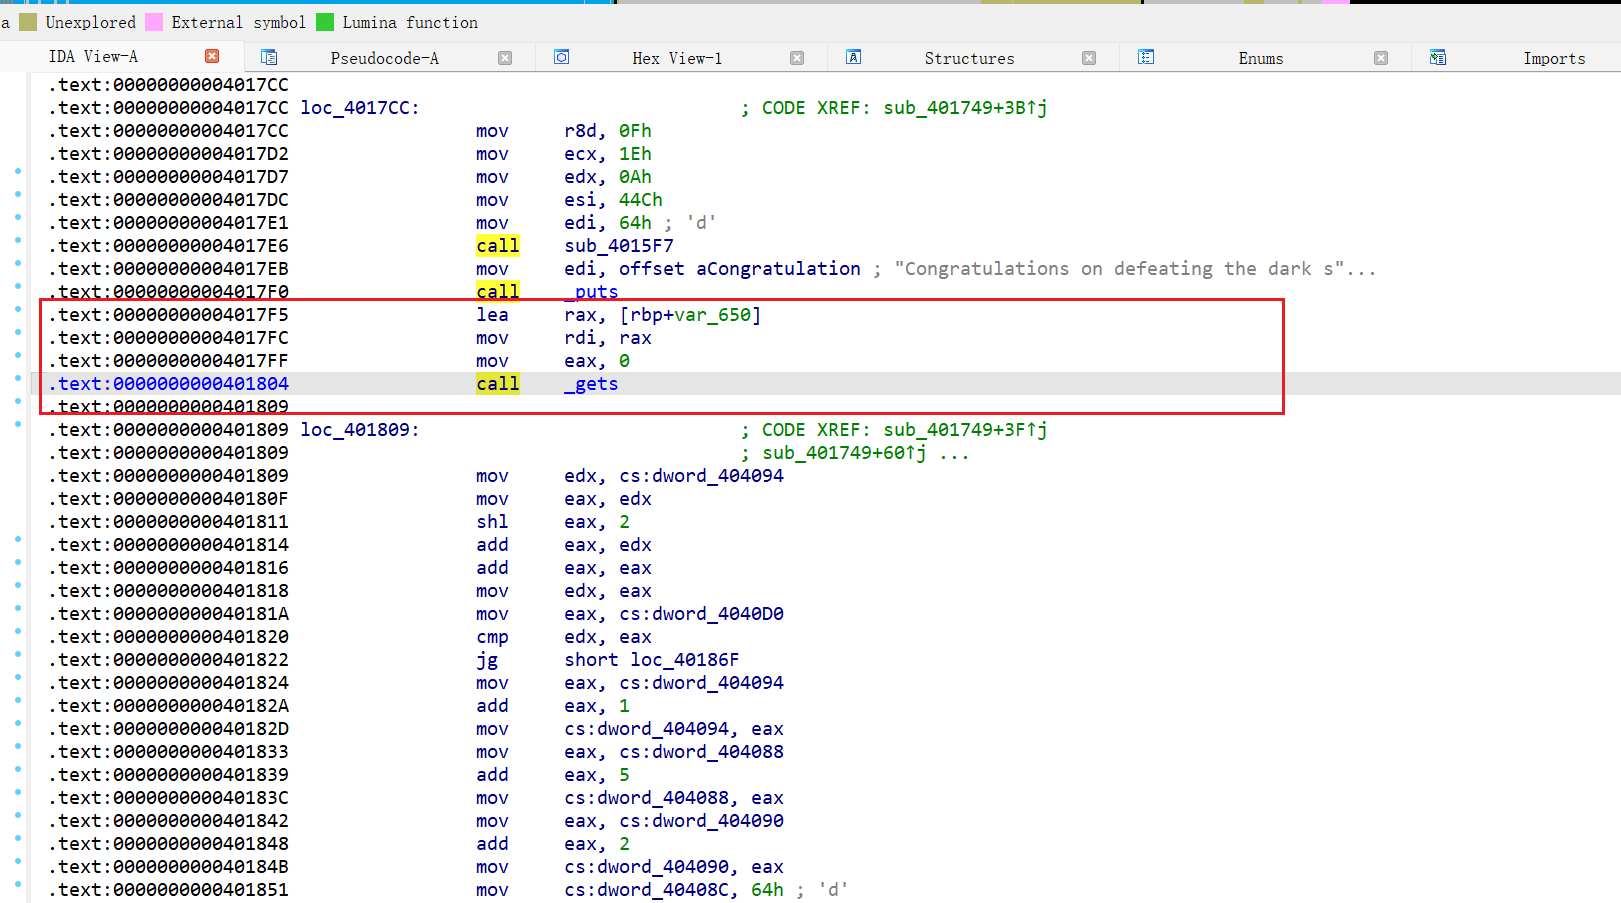 a Unexplored External symbol Lumina function
IDA View-A Pseudocode-A Hex View-1 Structures Enums Imports
.text:00000000004017CC
.text:00000000004017CC loc_4017CC: ; CODE XREF: sub_401749+3B↑j
.text:00000000004017CC mov r8d, 0Fh
.text:00000000004017D2 mov ecx, 1Eh
.text:00000000004017D7 mov edx, 0Ah
.text:00000000004017DC mov esi, 44Ch
.text:00000000004017E1 mov edi, 64h ; 'd'
.text:00000000004017E6 call sub_4015F7
.text:00000000004017EB mov edi, offset aCongratulation ; "Congratulations on defeating the dark s"...
.text:00000000004017F0 call _puts
.text:00000000004017F5 lea rax, [rbp+var_650]
.text:00000000004017FC mov rdi, rax
.text:00000000004017FF mov eax, 0
.text:0000000000401804 call _gets
.text:0000000000401809
.text:0000000000401809 loc_401809: ; CODE XREF: sub_401749+3F↑j
.text:0000000000401809 ; sub_401749+60↑j ...
.text:0000000000401809 mov edx, cs:dword_404094
.text:000000000040180F mov eax, edx
.text:0000000000401811 shl eax, 2
.text:0000000000401814 add eax, edx
.text:0000000000401816 add eax, eax
.text:0000000000401818 mov edx, eax
.text:000000000040181A mov eax, cs:dword_4040D0
.text:0000000000401820 cmp edx, eax
.text:0000000000401822 jg short loc_40186F
.text:0000000000401824 mov eax, cs:dword_404094
.text:000000000040182A add eax, 1
.text:000000000040182D mov cs:dword_404094, eax
.text:0000000000401833 mov eax, cs:dword_404088
.text:0000000000401839 add eax, 5
.text:000000000040183C mov cs:dword_404088, eax
.text:0000000000401842 mov eax, cs:dword_404090
.text:0000000000401848 add eax, 2
.text:000000000040184B mov cs:dword_404090, eax
.text:0000000000401851 mov cs:dword_40408C, 64h ; 'd'